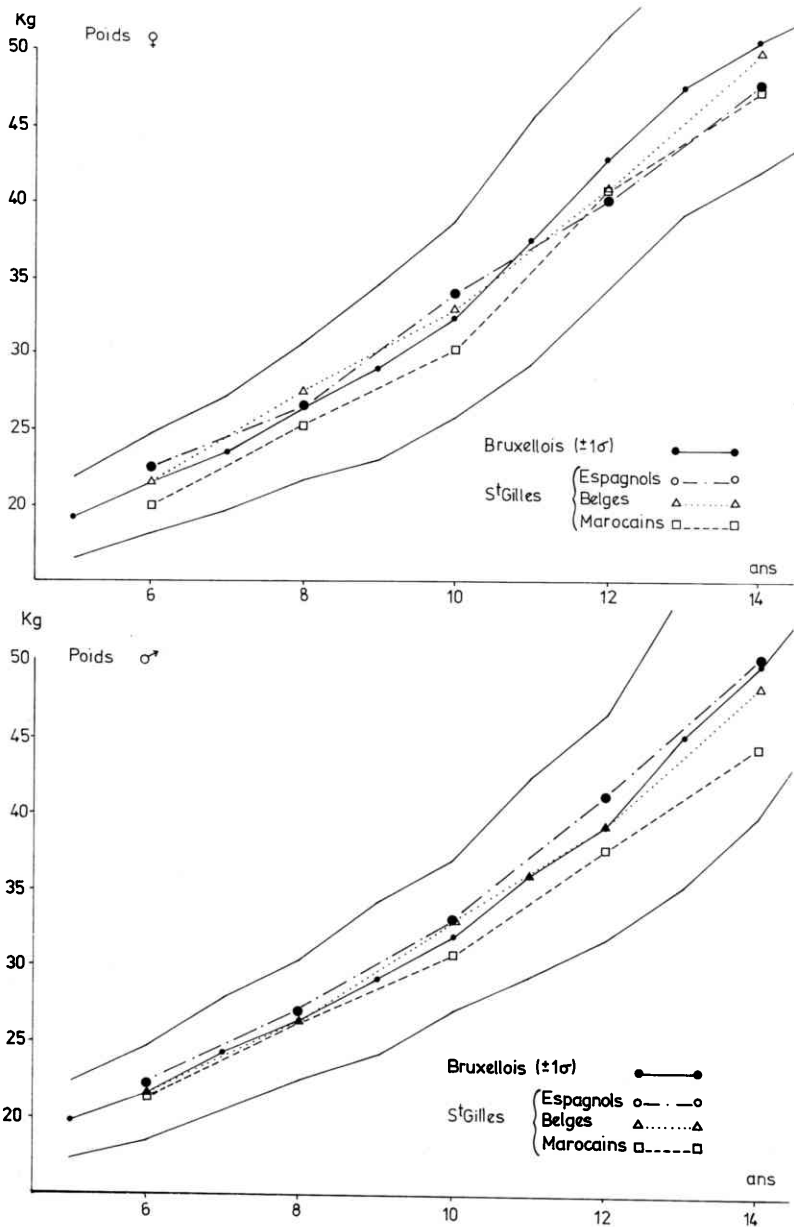 Kg
Poids ♀
50
45
40
35
30
25
20
Bruxellois (±1σ)
Espagnols
StGilles
Belges
Marocains
ans
6 8 10 12 14
Kg
Poids ♂
50
45
40
35
30
25
20
Bruxellois (±1σ)
Espagnols
StGilles
Belges
Marocains
ans
6 8 10 12 14